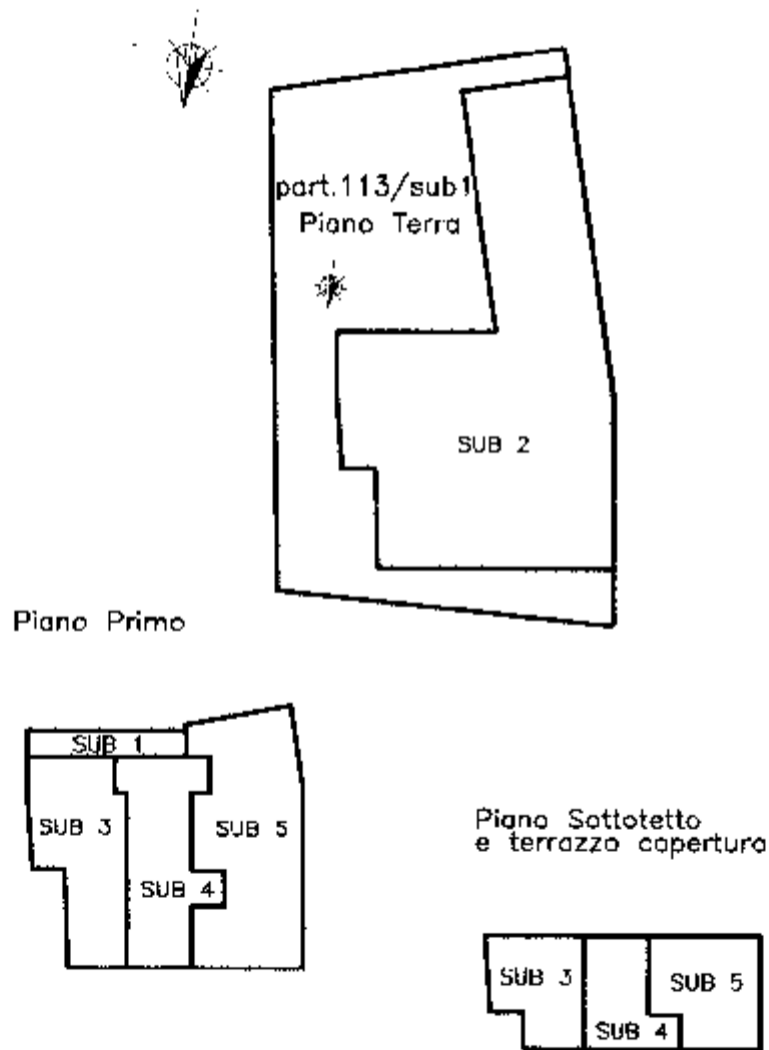 part.113/sub1
Piano Terra
SUB 2
Piano Primo
SUB 1
SUB 3
SUB 5
SUB 4
Piano Sottotetto
e terrazzo copertura
SUB 3
SUB 5
SUB 4